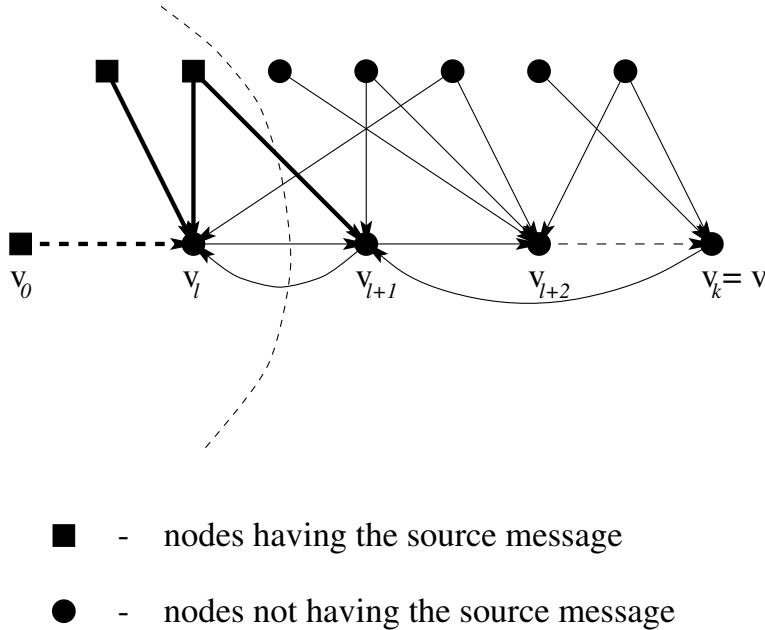 v0 vl vl+1 vl+2 vk= v
- nodes having the source message
- nodes not having the source message